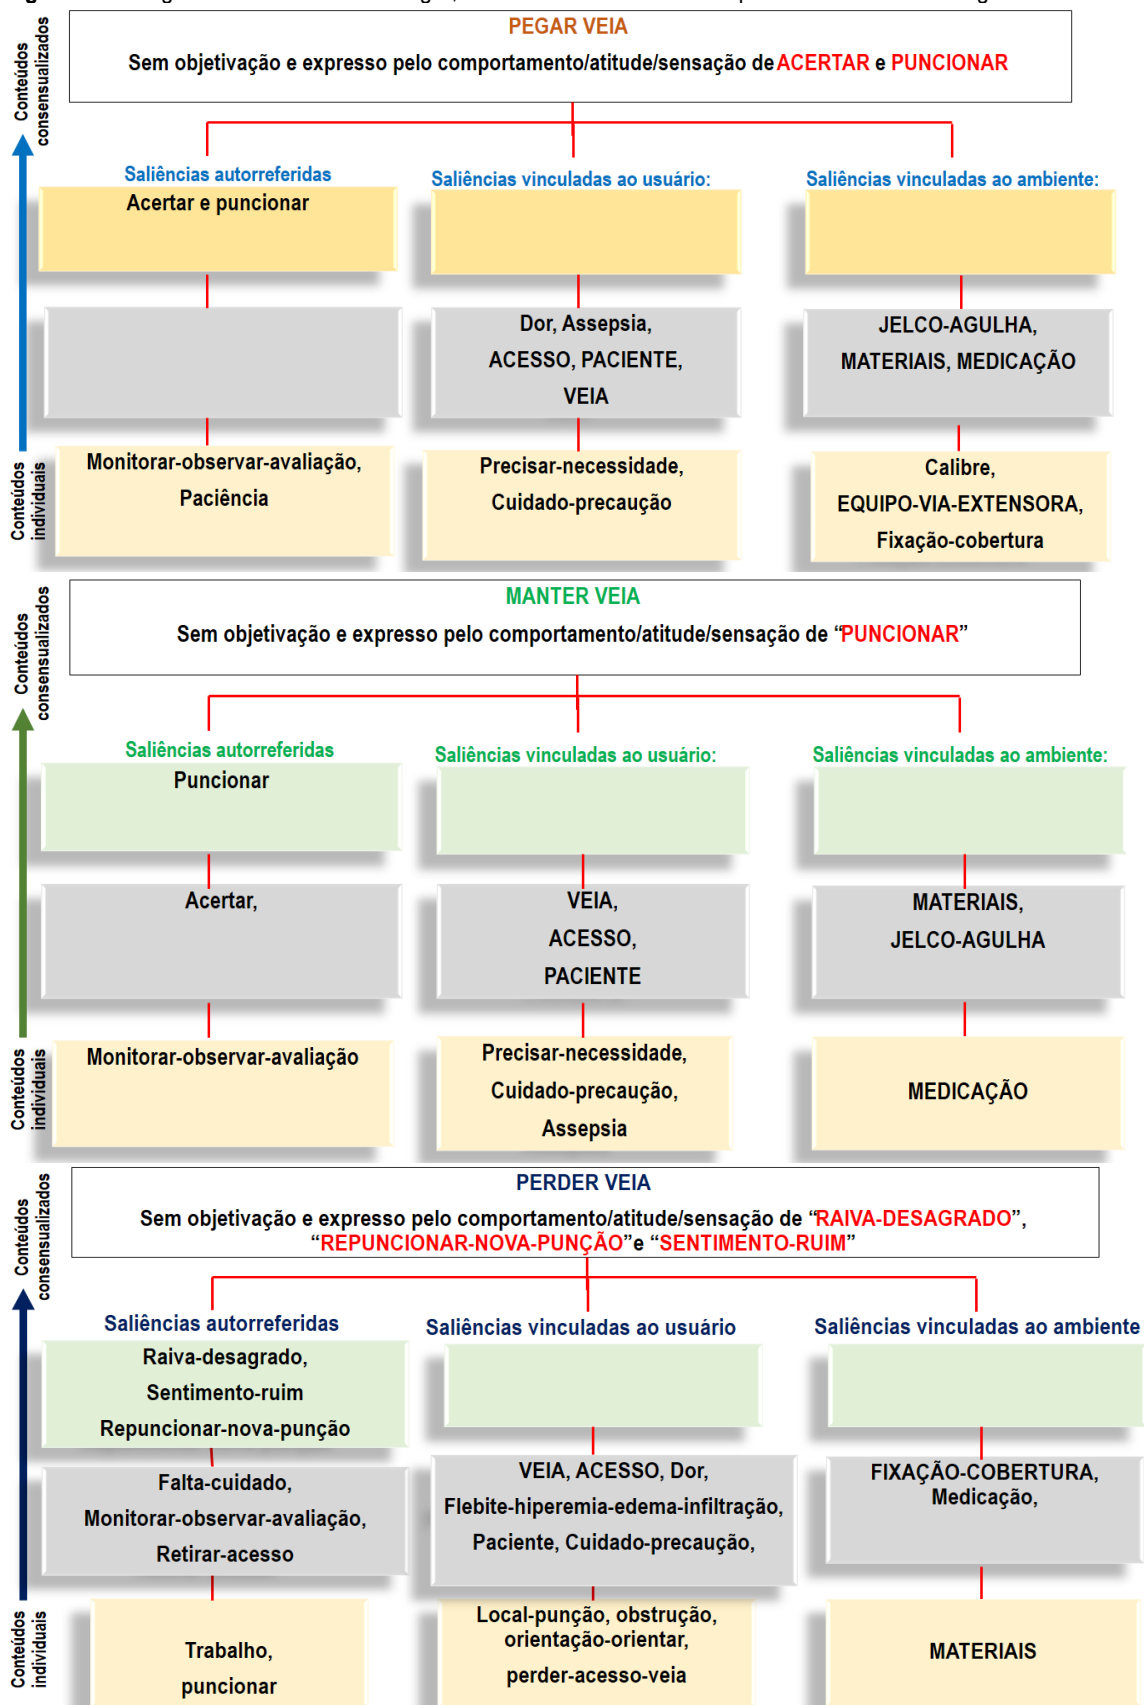 PEGAR VEIA
Sem objetivação e expresso pelo comportamento/atitude/sensação de ACERTAR e PUNCIONAR
Conteúdos
consensualizados
Saliências autorreferidas
Acertar e puncionar
Saliências vinculadas ao usuário:
Saliências vinculadas ao ambiente:
Dor, Assepsia,
ACESSO, PACIENTE,
VEIA
JELCO-AGULHA,
MATERIAIS, MEDICAÇÃO
Conteúdos
individuais
Monitorar-observar-avaliação,
Paciência
Precisar-necessidade,
Cuidado-precaução
Calibre,
EQUIPO-VIA-EXTENSORA,
Fixação-cobertura
MANTER VEIA
Sem objetivação e expresso pelo comportamento/atitude/sensação de “PUNCIONAR”
Conteúdos
consensualizados
Saliências autorreferidas
Puncionar
Saliências vinculadas ao usuário:
Saliências vinculadas ao ambiente:
Acertar,
VEIA,
ACESSO,
PACIENTE
MATERIAIS,
JELCO-AGULHA
Conteúdos
individuais
Monitorar-observar-avaliação
Precisar-necessidade,
Cuidado-precaução,
Assepsia
MEDICAÇÃO
PERDER VEIA
Sem objetivação e expresso pelo comportamento/atitude/sensação de “RAIVA-DESAGRADO”,
“REPUNCIONAR-NOVA-PUNÇÃO”e “SENTIMENTO-RUIM”
Conteúdos
consensualizados
Saliências autorreferidas
Raiva-desagrado,
Sentimento-ruim
Repuncionar-nova-punção
Saliências vinculadas ao usuário
Saliências vinculadas ao ambiente
Falta-cuidado,
Monitorar-observar-avaliação,
Retirar-acesso
VEIA, ACESSO, Dor,
Flebite-hiperemia-edema-infiltração,
Paciente, Cuidado-precaução,
FIXAÇÃO-COBERTURA,
Medicação,
Conteúdos
individuais
Trabalho,
puncionar
Local-punção, obstrução,
orientação-orientar,
perder-acesso-veia
MATERIAIS